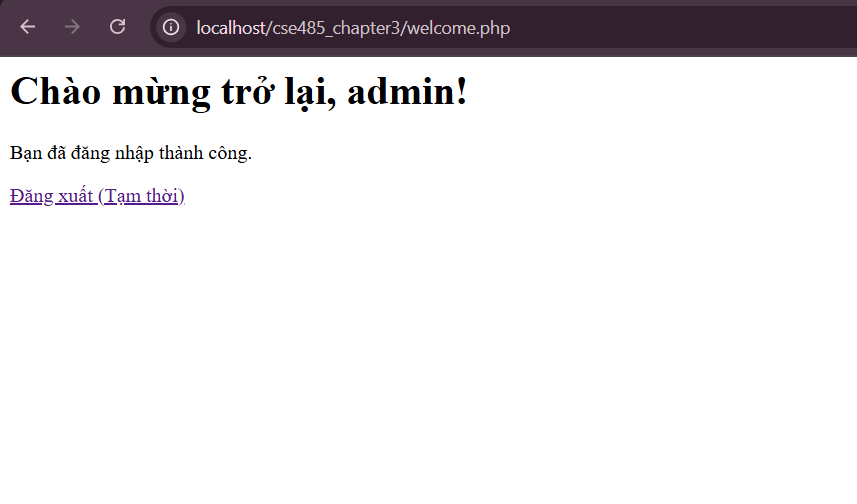 localhost/cse485_chapter3/welcome.php
Chào mừng trở lại, admin!
Bạn đã đăng nhập thành công.
Đăng xuất (Tạm thời)